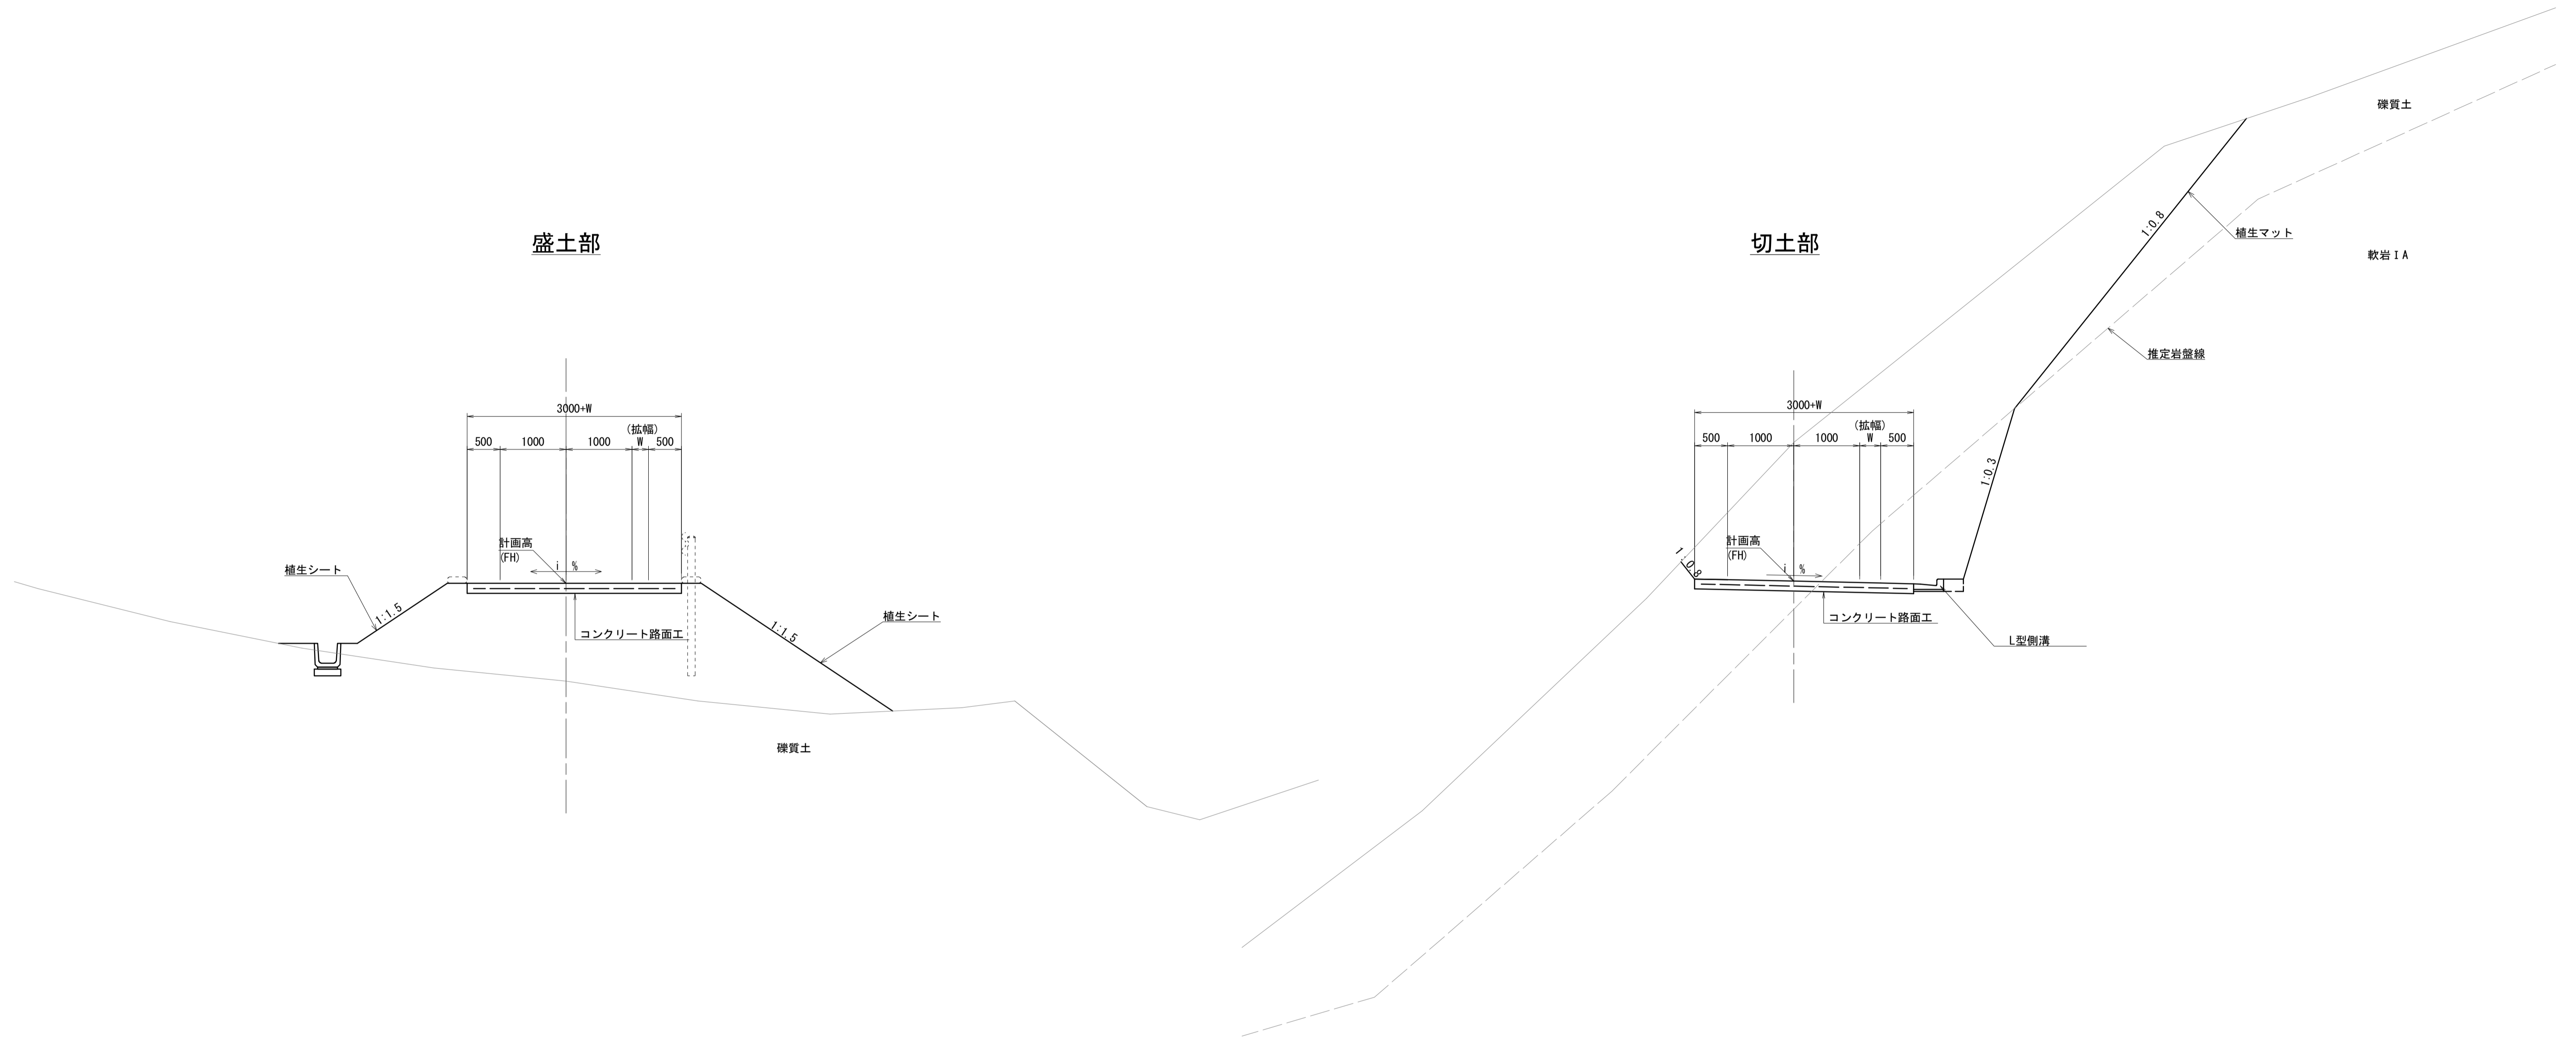 盛土部
3000+W
(拡幅)
500
1000
1000
W
500
計画高
(FH)
i %
植生シート
1:1.5
コンクリート路面工
1:1.5
植生シート
礫質土
切土部
3000+W
(拡幅)
500
1000
1000
W
500
計画高
(FH)
i %
1:0.8
コンクリート路面工
L型側溝
1:0.3
1:0.8
植生マット
推定岩盤線
礫質土
軟岩ⅠA